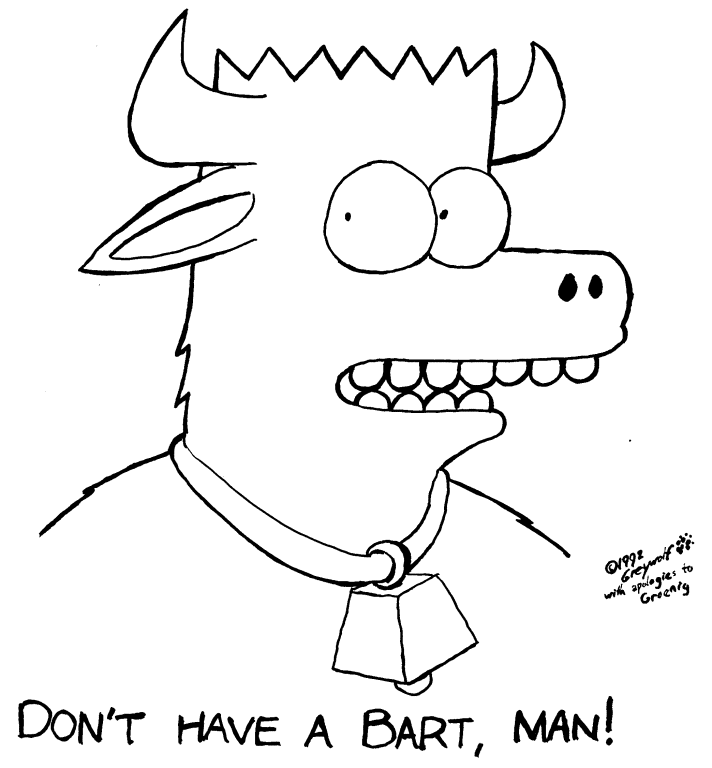 ©1992
Greywolf
with apologies to
Groenig
DON'T HAVE A BART, MAN!